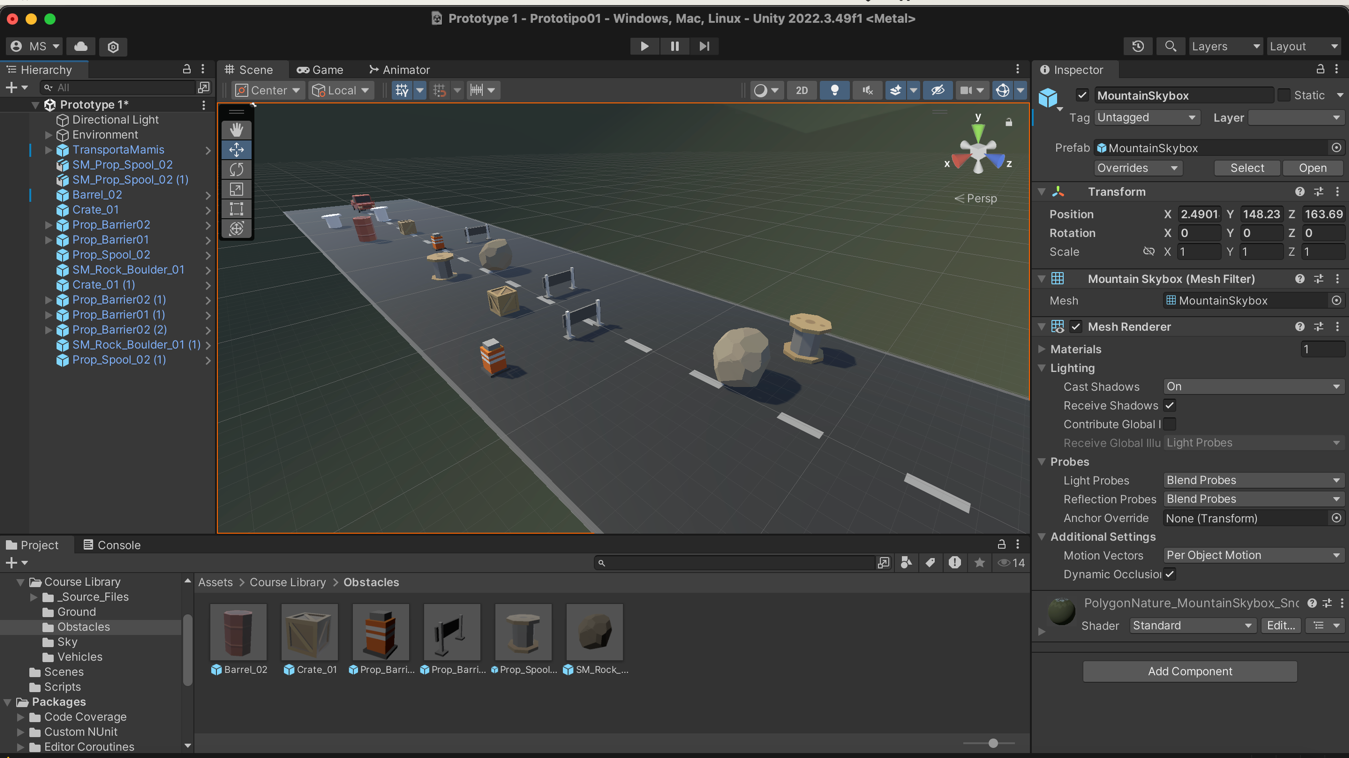 Prototype 1 - Prototipo01 - Windows, Mac, Linux - Unity 2022.3.49f1 <Metal>
MS
Layers
Layout
Hierarchy
All
Prototype 1*
Directional Light
Environment
TransportaMamis
SM_Prop_Spool_02
SM_Prop_Spool_02 (1)
Barrel_02
Crate_01
Prop_Barrier02
Prop_Barrier01
Prop_Spool_02
SM_Rock_Boulder_01
Crate_01 (1)
Prop_Barrier02 (1)
Prop_Barrier01 (1)
Prop_Barrier02 (2)
SM_Rock_Boulder_01 (1)
Prop_Spool_02 (1)
Scene
Game
Animator
Center
Local
2D
y
x
z
Persp
Inspector
MountainSkybox
Static
Tag Untagged
Layer
Prefab MountainSkybox
Overrides
Select
Open
Transform
Position X 2.4901 Y 148.23 Z 163.69
Rotation X 0 Y 0 Z 0
Scale X 1 Y 1 Z 1
Mountain Skybox (Mesh Filter)
Mesh MountainSkybox
Mesh Renderer
Materials 1
Lighting
Cast Shadows On
Receive Shadows
Contribute Global I
Receive Global Illu Light Probes
Probes
Light Probes Blend Probes
Reflection Probes Blend Probes
Anchor Override None (Transform)
Additional Settings
Motion Vectors Per Object Motion
Dynamic Occlusion
PolygonNature_MountainSkybox_Sno
Shader Standard Edit...
Add Component
Project
Console
14
Course Library
_Source_Files
Ground
Obstacles
Sky
Vehicles
Scenes
Scripts
Packages
Code Coverage
Custom NUnit
Editor Coroutines
Assets > Course Library > Obstacles
Barrel_02
Crate_01
Prop_Barri...
Prop_Barri...
Prop_Spool...
SM_Rock_...